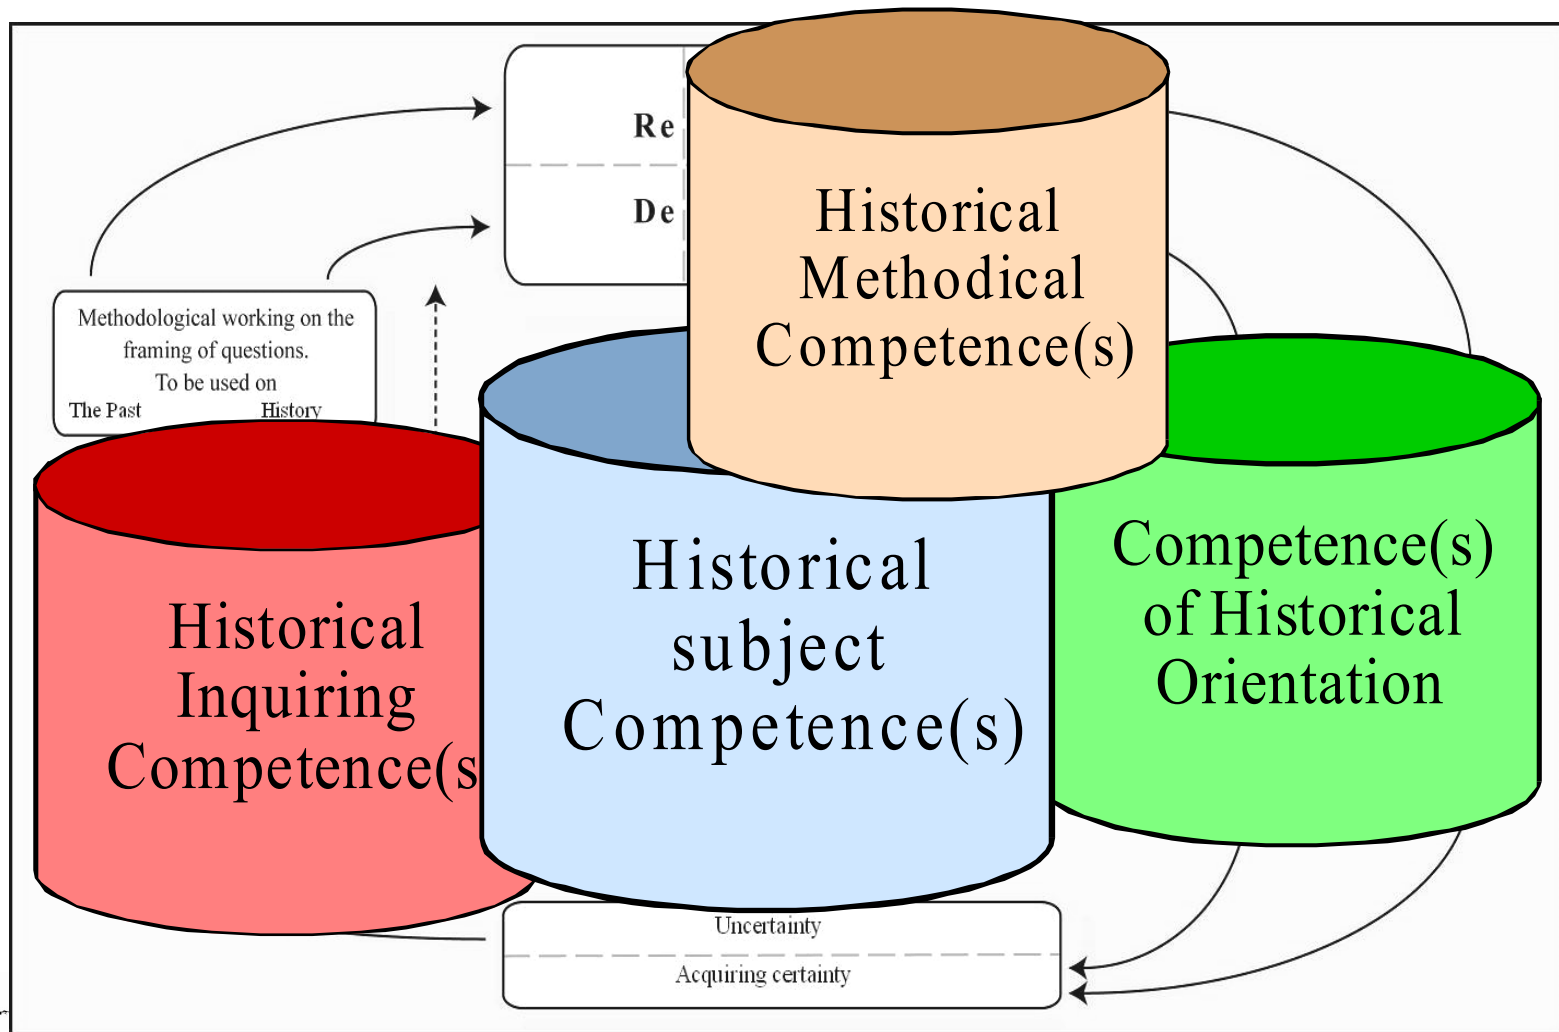 Re
De
Historical
Methodical
Competence(s)
Methodological working on the
framing of questions.
To be used on
The Past History
Historical
Inquiring
Competence(s
Historical
subject
Competence(s)
Competence(s)
of Historical
Orientation
Uncertainty
Acquiring certainty